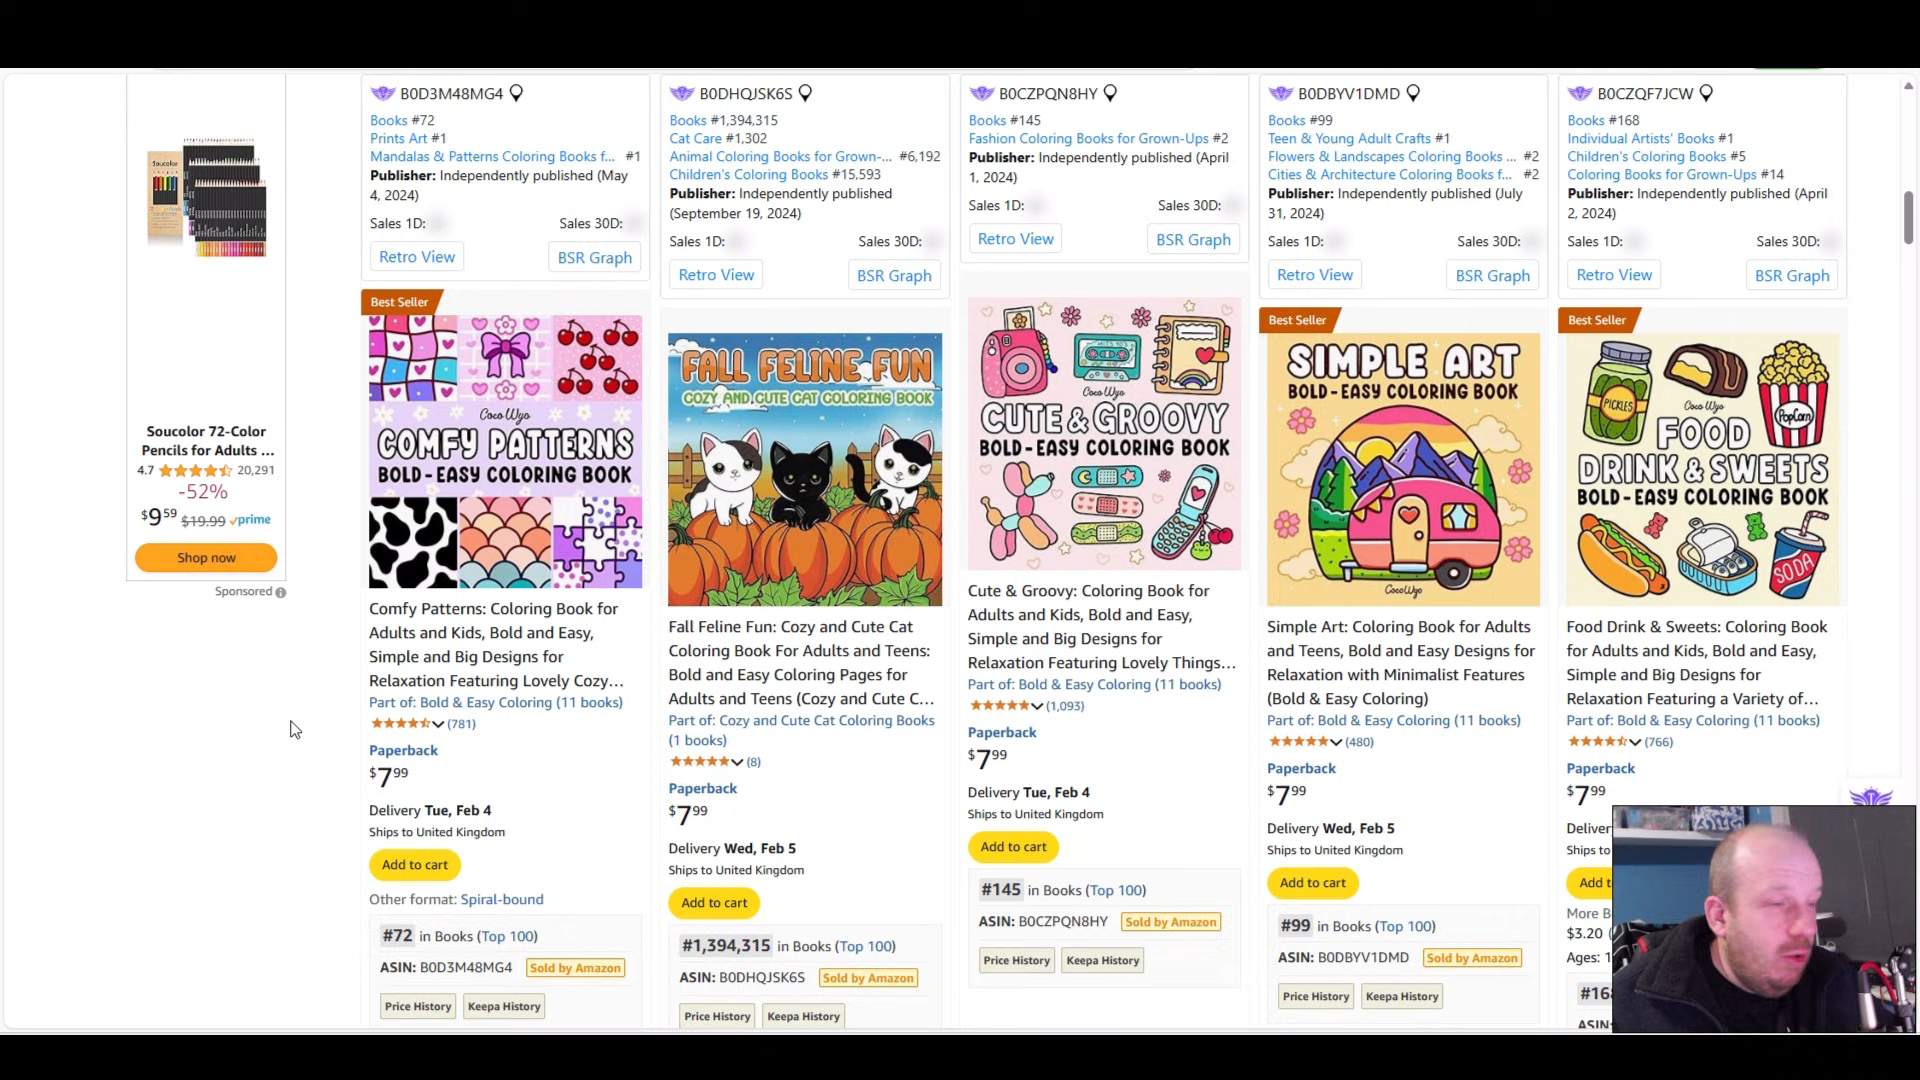 B0D3M48MG4
Books #72
Prints Art #1
Mandalas & Patterns Coloring Books f... #1
Publisher: Independently published (May
4, 2024)
Sales 1D:
Sales 30D:
Retro View
BSR Graph
B0DHQJSK6S
Books #1,394,315
Cat Care #1,302
Animal Coloring Books for Grown-... #6,192
Children's Coloring Books #15,593
Publisher: Independently published
(September 19, 2024)
Sales 1D:
Sales 30D:
Retro View
BSR Graph
B0CZPQN8HY
Books #145
Fashion Coloring Books for Grown-Ups #2
Publisher: Independently published (April
1, 2024)
Sales 1D:
Sales 30D:
Retro View
BSR Graph
B0DBYV1DMD
Books #99
Teen & Young Adult Crafts #1
Flowers & Landscapes Coloring Books ... #2
Cities & Architecture Coloring Books f... #2
Publisher: Independently published (July
31, 2024)
Sales 1D:
Sales 30D:
Retro View
BSR Graph
B0CZQF7JCW
Books #168
Individual Artists' Books #1
Children's Coloring Books #5
Coloring Books for Grown-Ups #14
Publisher: Independently published (April
2, 2024)
Sales 1D:
Sales 30D:
Retro View
BSR Graph
Soucolor
Soucolor 72-Color
Pencils for Adults ...
4.7 20,291
-52%
$9 59 $19.99 prime
Shop now
Sponsored
Best Seller
Coco Wyo
COMFY PATTERNS
BOLD-EASY COLORING BOOK
Comfy Patterns: Coloring Book for
Adults and Kids, Bold and Easy,
Simple and Big Designs for
Relaxation Featuring Lovely Cozy...
Part of: Bold & Easy Coloring (11 books)
(781)
Paperback
$7 99
Delivery Tue, Feb 4
Ships to United Kingdom
Add to cart
Other format: Spiral-bound
#72 in Books (Top 100)
ASIN: B0D3M48MG4 Sold by Amazon
Price History Keepa History
FALL FELINE FUN
COZY AND CUTE CAT COLORING BOOK
Fall Feline Fun: Cozy and Cute Cat
Coloring Book For Adults and Teens:
Bold and Easy Coloring Pages for
Adults and Teens (Cozy and Cute C...
Part of: Cozy and Cute Cat Coloring Books
(1 books)
(8)
Paperback
$7 99
Delivery Wed, Feb 5
Ships to United Kingdom
Add to cart
#1,394,315 in Books (Top 100)
ASIN: B0DHQJSK6S Sold by Amazon
Price History Keepa History
Coco Wyo
CUTE & GROOVY
BOLD-EASY COLORING BOOK
Cute & Groovy: Coloring Book for
Adults and Kids, Bold and Easy,
Simple and Big Designs for
Relaxation Featuring Lovely Things...
Part of: Bold & Easy Coloring (11 books)
(1,093)
Paperback
$7 99
Delivery Tue, Feb 4
Ships to United Kingdom
Add to cart
#145 in Books (Top 100)
ASIN: B0CZPQN8HY Sold by Amazon
Price History Keepa History
Best Seller
SIMPLE ART
BOLD-EASY COLORING BOOK
Coco Wyo
Simple Art: Coloring Book for Adults
and Teens, Bold and Easy Designs for
Relaxation with Minimalist Features
(Bold & Easy Coloring)
Part of: Bold & Easy Coloring (11 books)
(480)
Paperback
$7 99
Delivery Wed, Feb 5
Ships to United Kingdom
Add to cart
#99 in Books (Top 100)
ASIN: B0DBYV1DMD Sold by Amazon
Price History Keepa History
Best Seller
PICKLES
Coco Wyo
PopCorn
FOOD
DRINK & SWEETS
BOLD-EASY COLORING BOOK
SODA
Food Drink & Sweets: Coloring Book
for Adults and Kids, Bold and Easy,
Simple and Big Designs for
Relaxation Featuring a Variety of...
Part of: Bold & Easy Coloring (11 books)
(766)
Paperback
$7 99
Deliver
Ships to
Add t
More B
$3.20
Ages: 1
#168
ASIN: